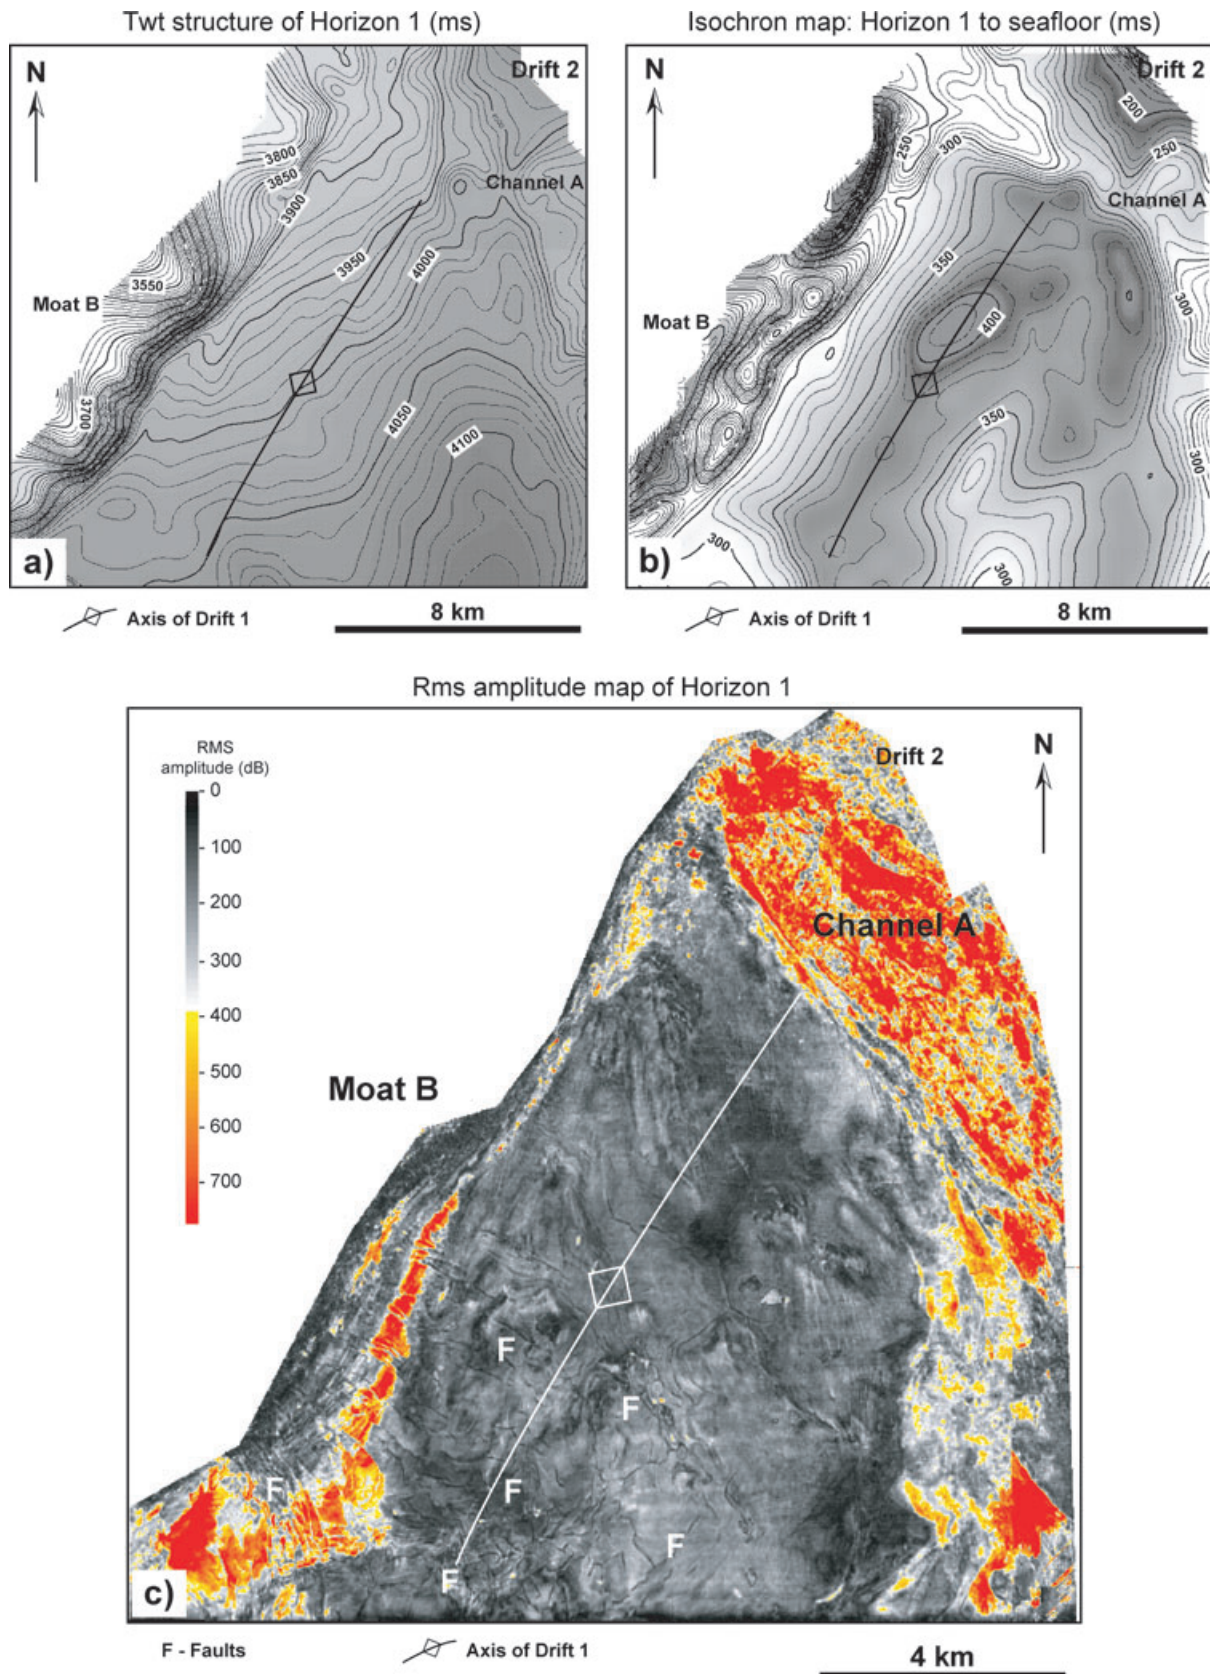 Twt structure of Horizon 1 (ms)
Isochron map: Horizon 1 to seafloor (ms)
N
Drift 2
3800
3850
3900
Channel A
3950
4000
3550
Moat B
3700
4050
4100
a)
N
Drift 2
200
250
300
250
Channel A
350
300
Moat B
400
350
300
300
300
b)
Axis of Drift 1
8 km
Axis of Drift 1
8 km
Rms amplitude map of Horizon 1
RMS
amplitude (dB)
0
- 100
- 200
- 300
- 400
- 500
- 600
- 700
Drift 2
N
Channel A
Moat B
F
F
F
F
F
F
c)
F - Faults
Axis of Drift 1
4 km